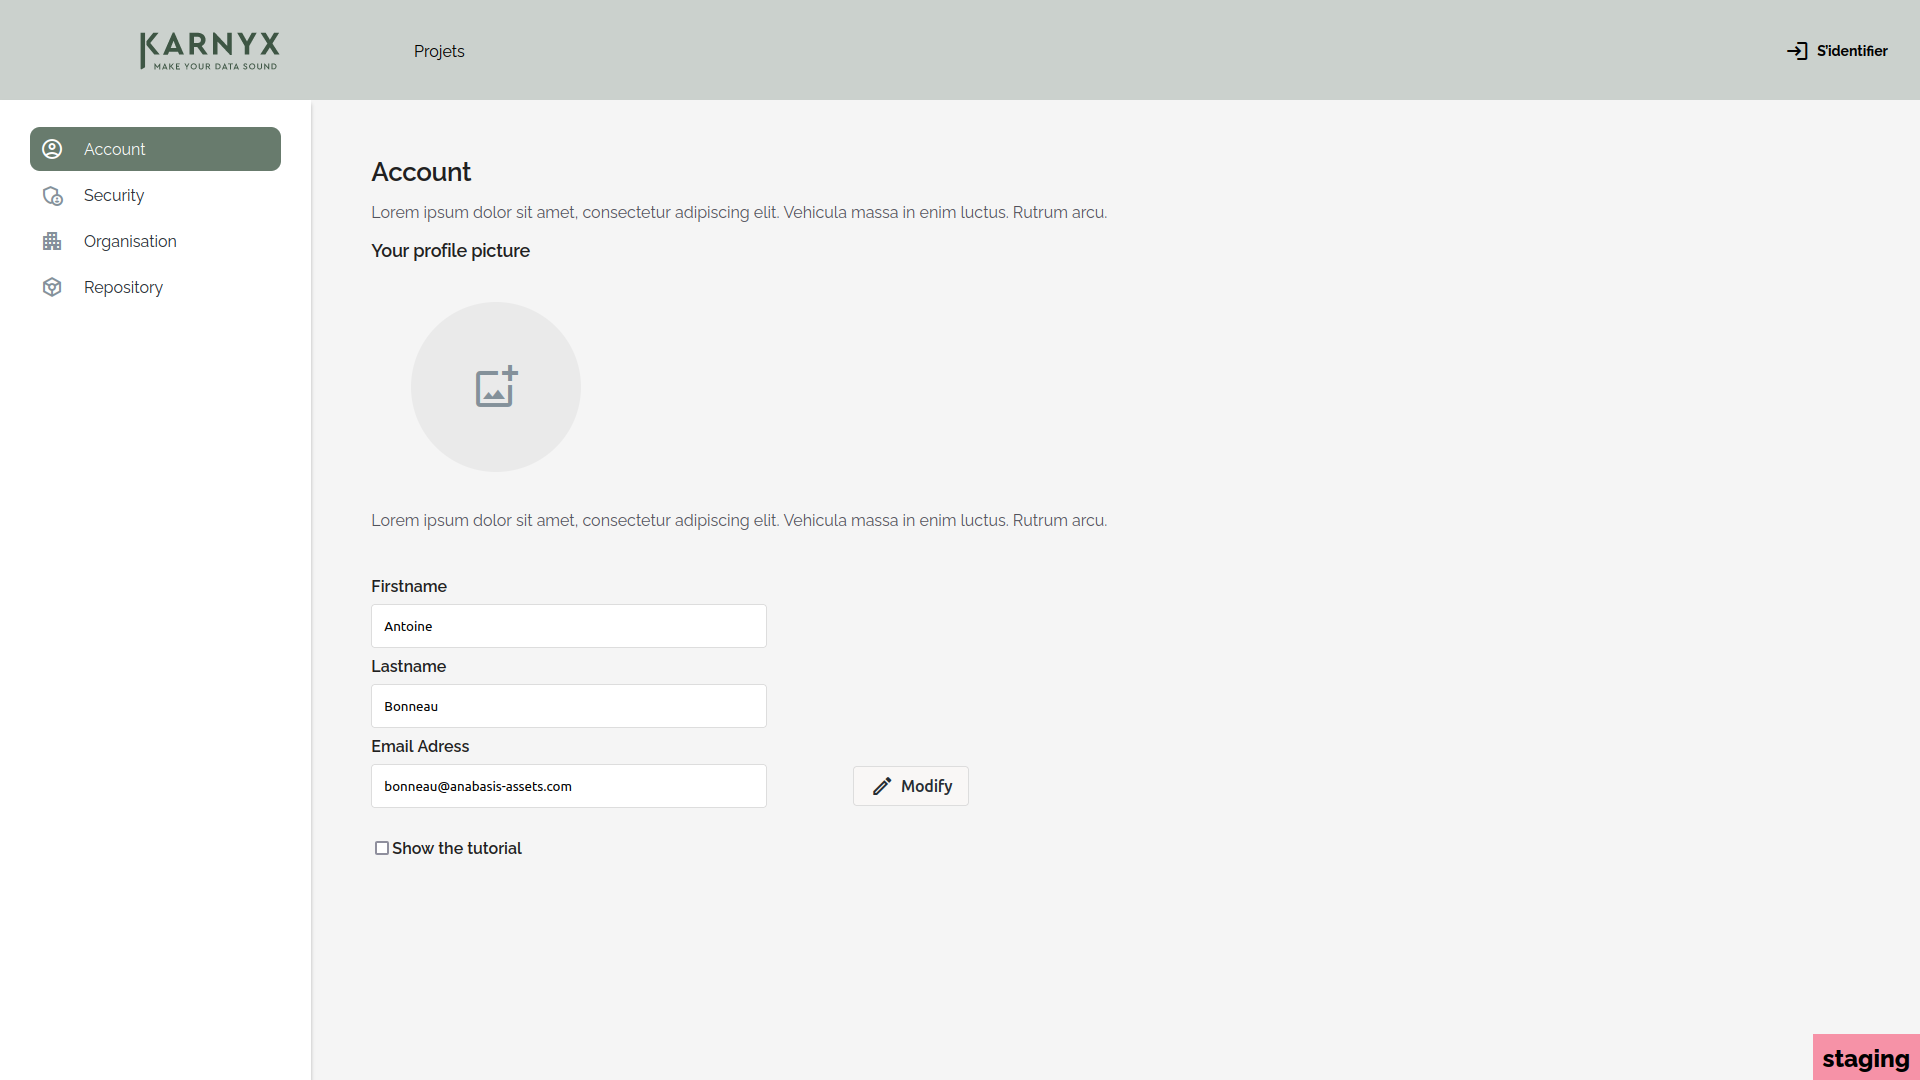 KARNYX
MAKE YOUR DATA SOUND
Projets
S'identifier
Account
Security
Organisation
Repository
Account
Lorem ipsum dolor sit amet, consectetur adipiscing elit. Vehicula massa in enim luctus. Rutrum arcu.
Your profile picture
Lorem ipsum dolor sit amet, consectetur adipiscing elit. Vehicula massa in enim luctus. Rutrum arcu.
Firstname
Antoine
Lastname
Bonneau
Email Adress
bonneau@anabasis-assets.com
Modify
Show the tutorial
staging